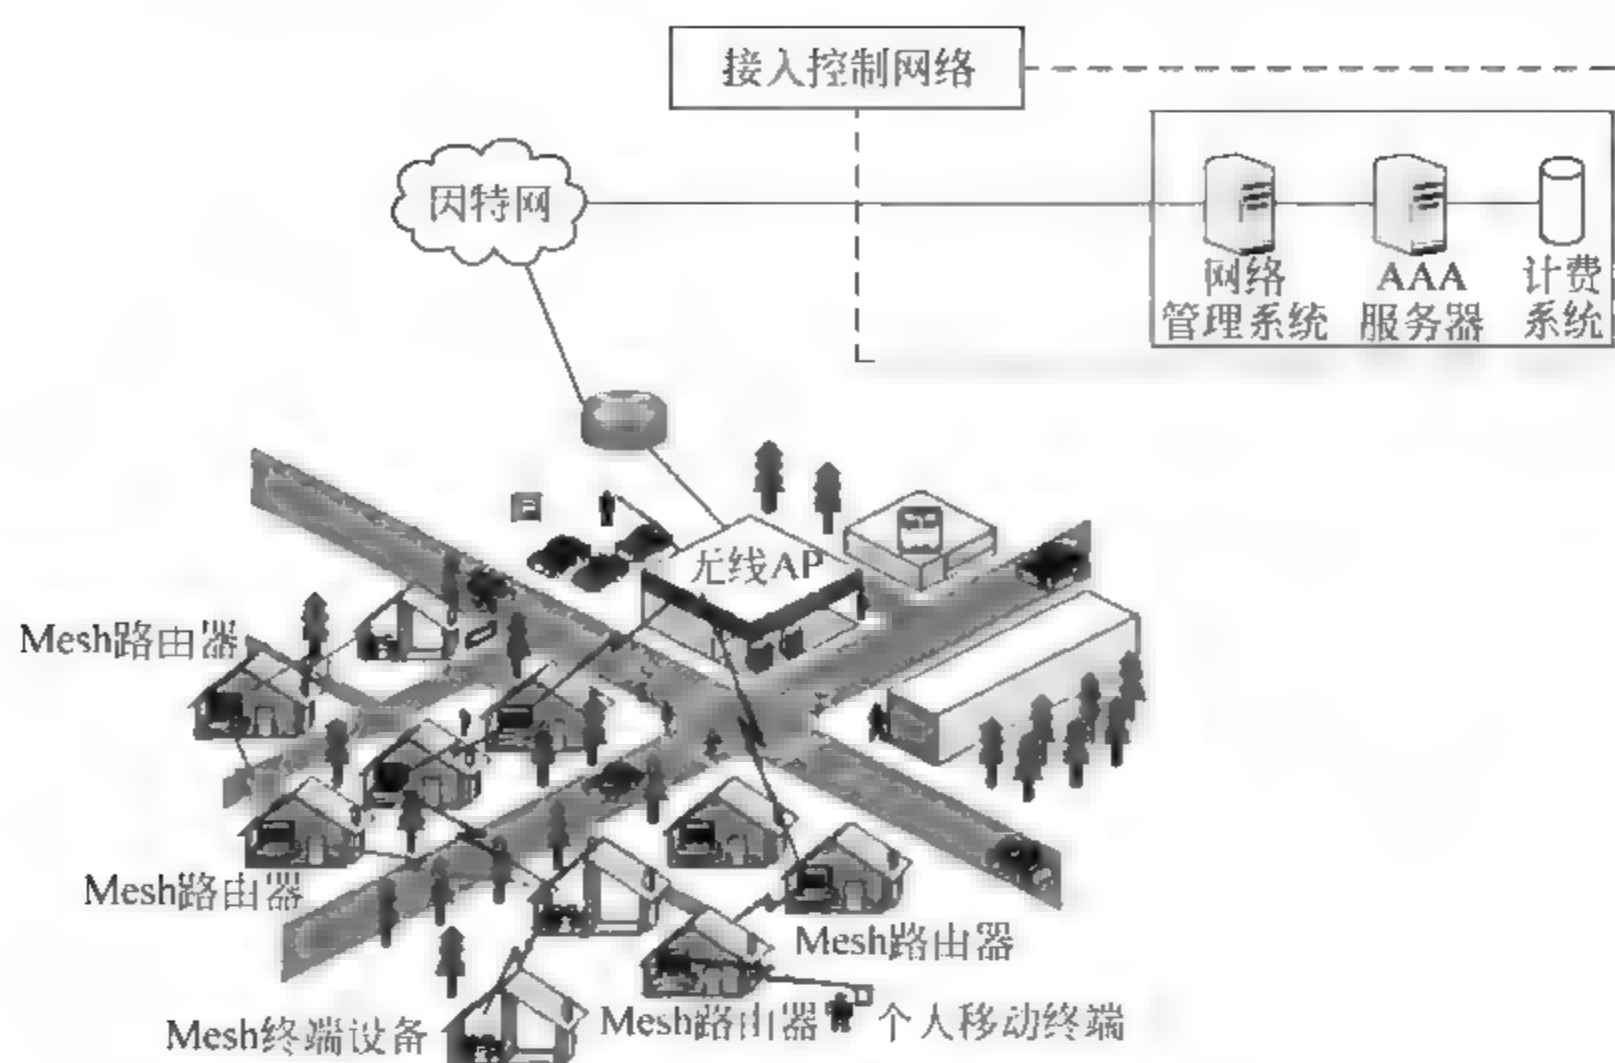 接入控制网络
因特网
网络
管理系统
AAA
服务器
计费
系统
无线AP
Mesh路由器
Mesh路由器
Mesh路由器
Mesh路由器
个人移动终端
Mesh终端设备